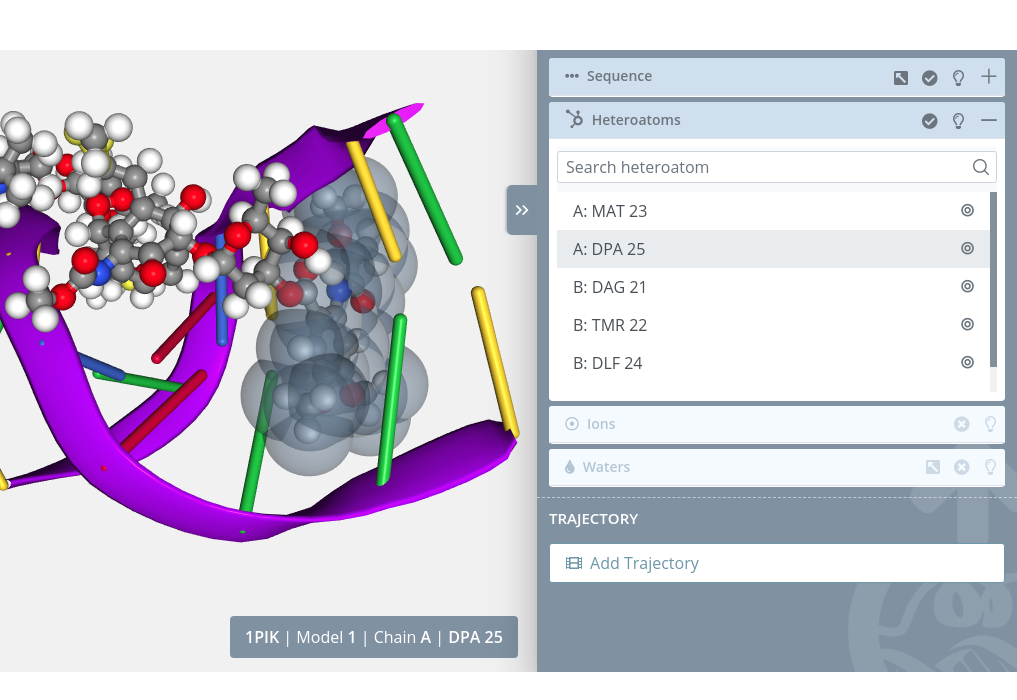 Sequence
Heteroatoms
Search heteroatom
A: MAT 23
A: DPA 25
B: DAG 21
B: TMR 22
B: DLF 24
Ions
Waters
TRAJECTORY
Add Trajectory
1PIK | Model 1 | Chain A | DPA 25